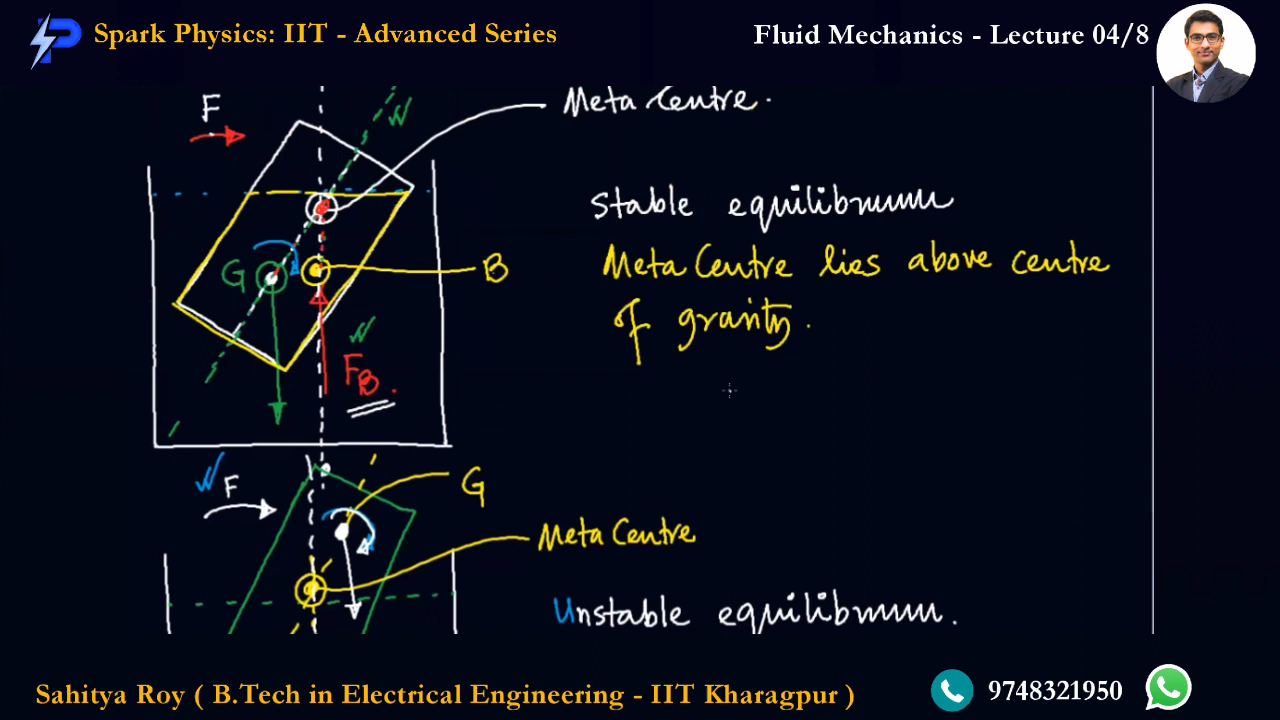 Spark Physics: IIT - Advanced Series
Fluid Mechanics - Lecture 04/8
F
Meta Centre.
W
Stable equilibrium
Meta Centre lies above centre
of gravity.
G
B
F_B.
F
G
Meta Centre
Unstable equilibrium.
Sahitya Roy ( B.Tech in Electrical Engineering - IIT Kharagpur )
9748321950